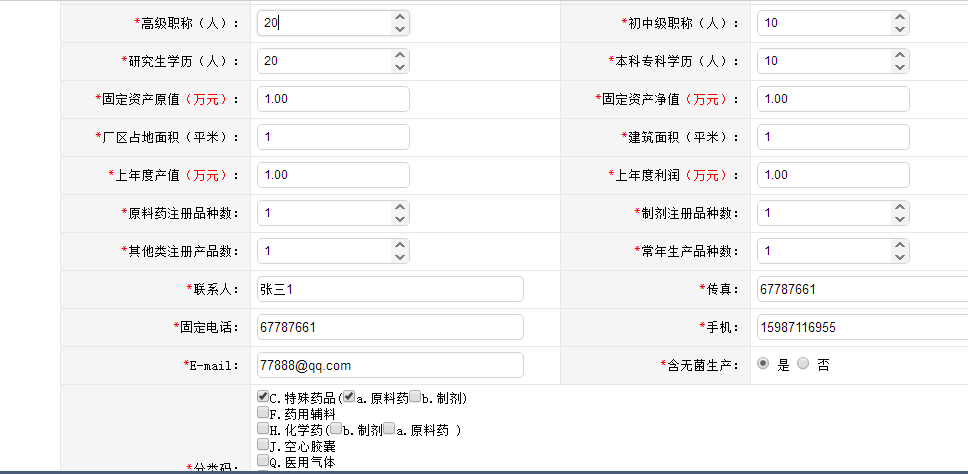 *高级职称（人）： 20 *初中级职称（人）： 10
*研究生学历（人）： 20 *本科专科学历（人）： 10
*固定资产原值（万元）： 1.00 *固定资产净值（万元）： 1.00
*厂区占地面积（平米）： 1 *建筑面积（平米）： 1
*上年度产值（万元）： 1.00 *上年度利润（万元）： 1.00
*原料药注册品种数： 1 *制剂注册品种数： 1
*其他类注册产品数： 1 *常年生产品种数： 1
*联系人： 张三1 *传真： 67787661
*固定电话： 67787661 *手机： 15987116955
*E-mail： 77888@qq.com *含无菌生产： 是 否
C.特殊药品(a.原料药b.制剂)
F.药用辅料
H.化学药(b.制剂a.原料药 )
J.空心胶囊
*分类码： Q.医用气体